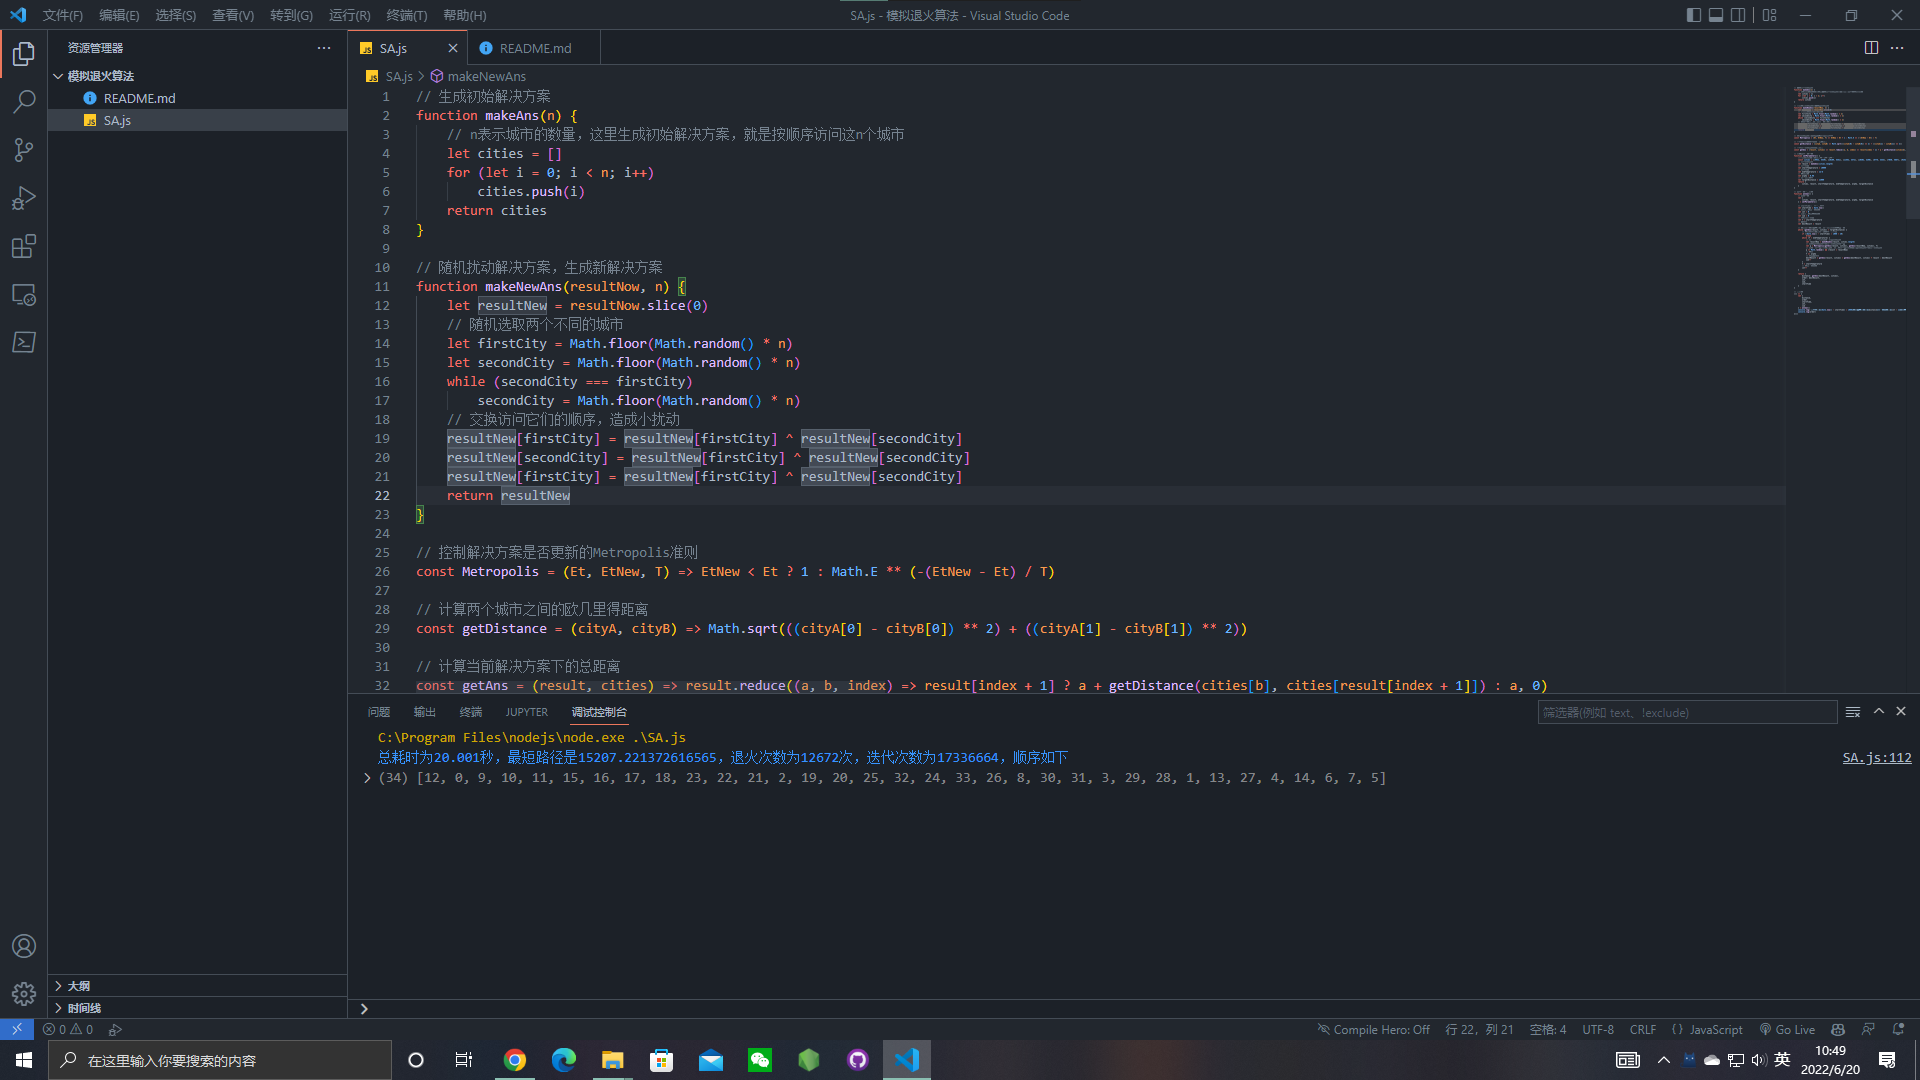 文件(F) 编辑(E) 选择(S) 查看(V) 转到(G) 运行(R) 终端(T) 帮助(H)
SA.js - 模拟退火算法 - Visual Studio Code
资源管理器
模拟退火算法
README.md
SA.js
SA.js README.md
SA.js > makeNewAns
1 // 生成初始解决方案
2 function makeAns(n) {
3 // n表示城市的数量，这里生成初始解决方案，就是按顺序访问这n个城市
4 let cities = []
5 for (let i = 0; i < n; i++)
6 cities.push(i)
7 return cities
8 }
9
10 // 随机扰动解决方案，生成新解决方案
11 function makeNewAns(resultNow, n) {
12 let resultNew = resultNow.slice(0)
13 // 随机选取两个不同的城市
14 let firstCity = Math.floor(Math.random() * n)
15 let secondCity = Math.floor(Math.random() * n)
16 while (secondCity === firstCity)
17 secondCity = Math.floor(Math.random() * n)
18 // 交换访问它们的顺序，造成小扰动
19 resultNew[firstCity] = resultNew[firstCity] ^ resultNew[secondCity]
20 resultNew[secondCity] = resultNew[firstCity] ^ resultNew[secondCity]
21 resultNew[firstCity] = resultNew[firstCity] ^ resultNew[secondCity]
22 return resultNew
23 }
24
25 // 控制解决方案是否更新的Metropolis准则
26 const Metropolis = (Et, EtNew, T) => EtNew < Et ? 1 : Math.E ** (-(EtNew - Et) / T)
27
28 // 计算两个城市之间的欧几里得距离
29 const getDistance = (cityA, cityB) => Math.sqrt(((cityA[0] - cityB[0]) ** 2) + ((cityA[1] - cityB[1]) ** 2))
30
31 // 计算当前解决方案下的总距离
32 const getAns = (result, cities) => result.reduce((a, b, index) => result[index + 1] ? a + getDistance(cities[b], cities[result[index + 1]]) : a, 0)
问题 输出 终端 JUPYTER 调试控制台
筛选器(例如 text、!exclude)
C:\Program Files\nodejs\node.exe .\SA.js
总耗时为20.001秒，最短路径是15207.221372616565，退火次数为12672次，迭代次数为17336664，顺序如下
SA.js:112
> (34) [12, 0, 9, 10, 11, 15, 16, 17, 18, 23, 22, 21, 2, 19, 20, 25, 32, 24, 33, 26, 8, 30, 31, 3, 29, 28, 1, 13, 27, 4, 14, 6, 7, 5]
大纲
时间线
0 0
Compile Hero: Off 行 22，列 21 空格: 4 UTF-8 CRLF {} JavaScript Go Live
在这里输入你要搜索的内容
英
10:49
2022/6/20